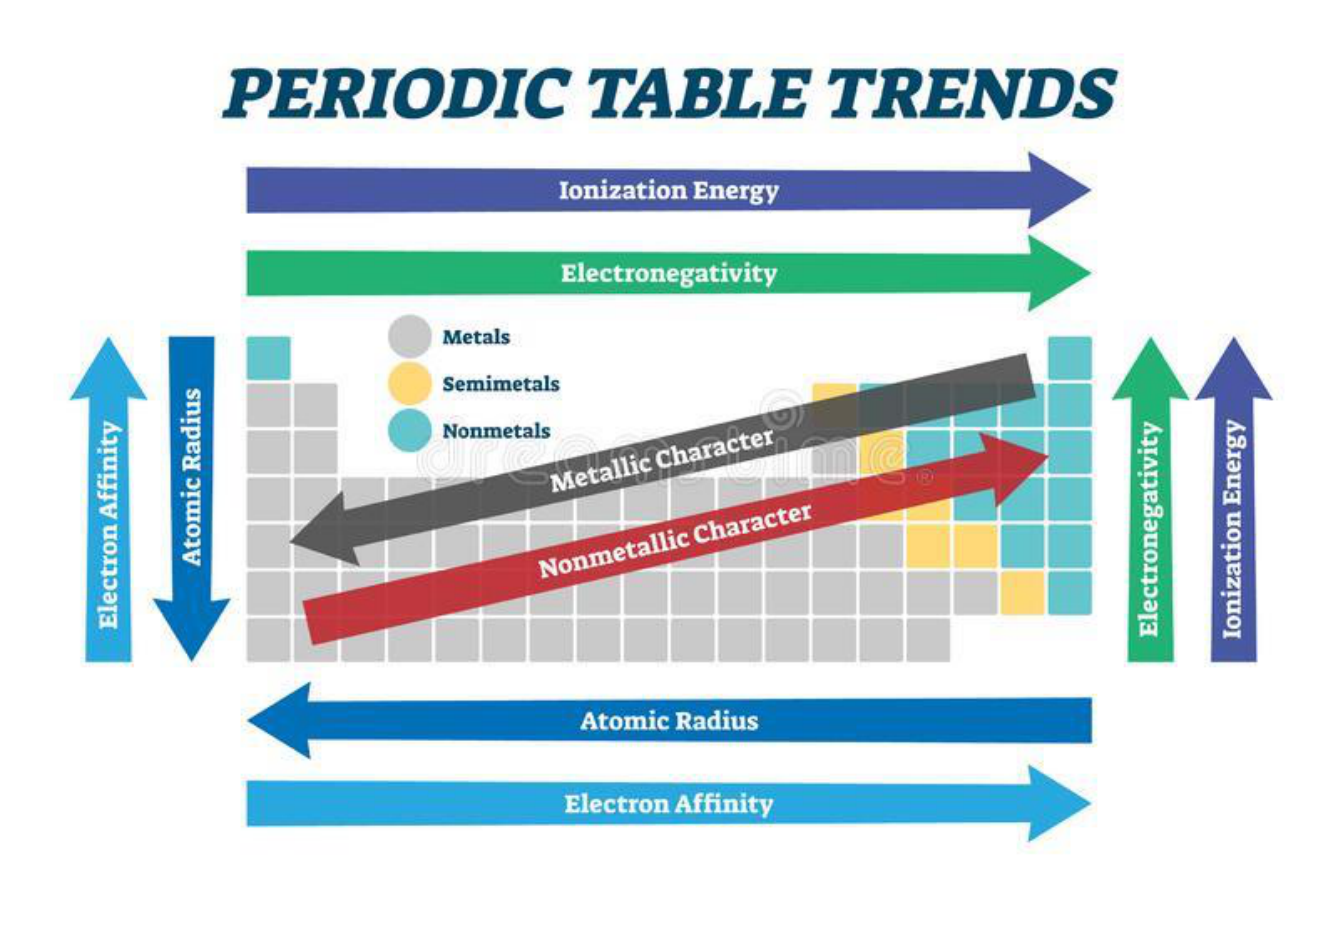 PERIODIC TABLE TRENDS
Ionization Energy
Electronegativity
Metals
Semimetals
Nonmetals
Electron Affinity
Atomic Radius
Metallic Character
Nonmetallic Character
Electronegativity
Ionization Energy
Atomic Radius
Electron Affinity
dreamstime